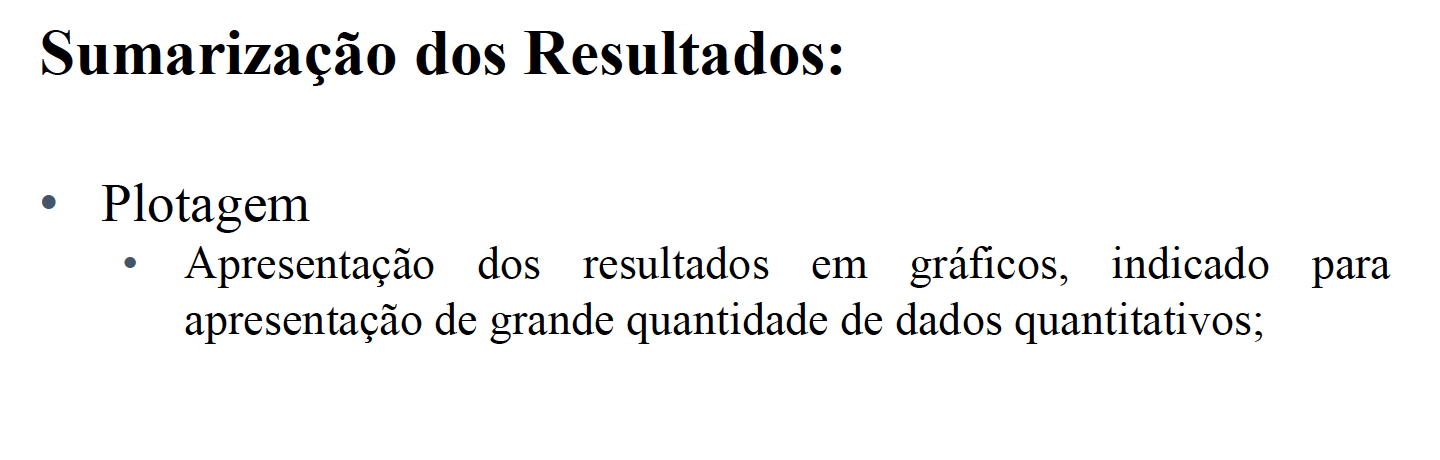 Sumarização dos Resultados:
• Plotagem
• Apresentação dos resultados em gráficos, indicado para
apresentação de grande quantidade de dados quantitativos;